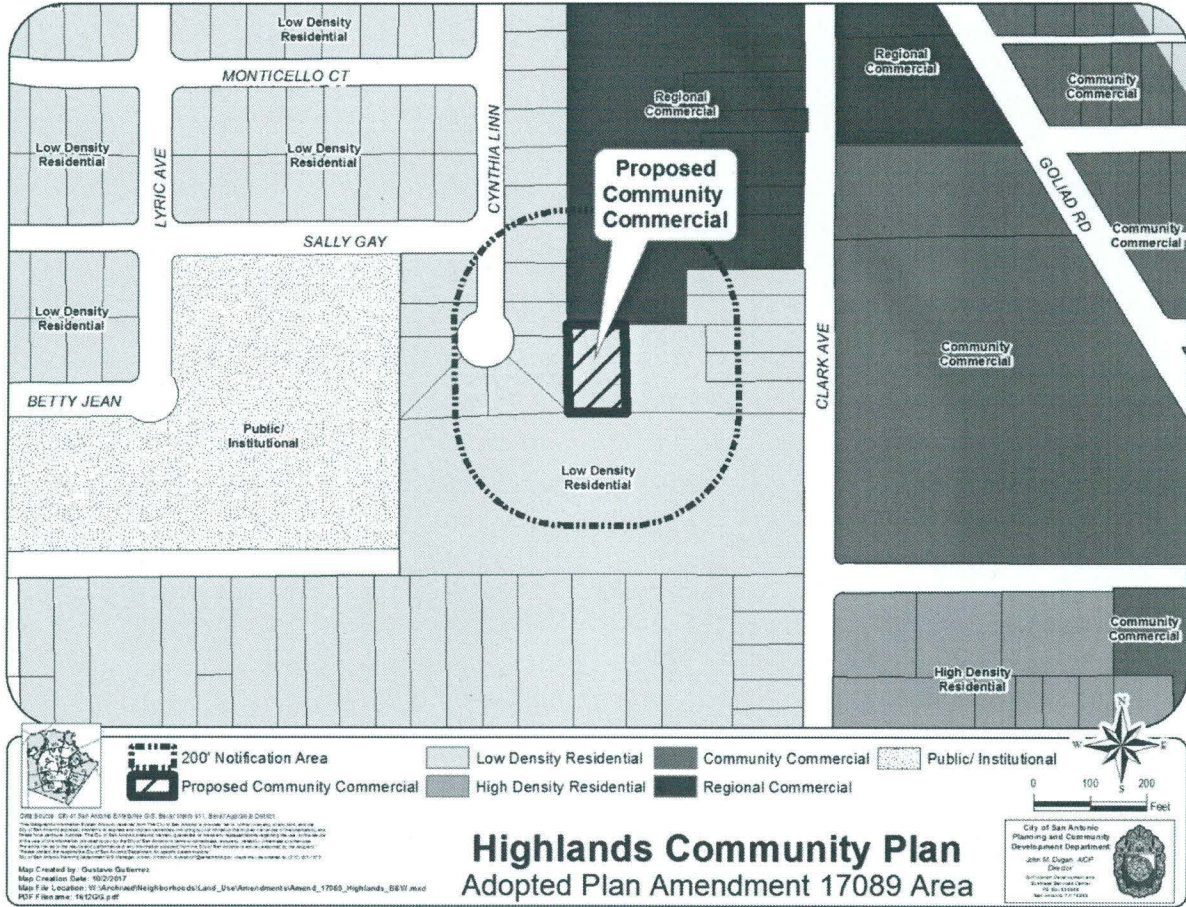 Low Density
Residential
MONTICELLO CT
Low Density
Residential
LYRIC AVE
Low Density
Residential
CYNTHIA LINN
Regional
Commercial
Regional
Commercial
Community
Commercial
GOLIAD RD
Proposed
Community
Commercial
SALLY GAY
Community
Commercial
Low Density
Residential
CLARK AVE
Community
Commercial
BETTY JEAN
Public/
Institutional
Low Density
Residential
Community
Commercial
High Density
Residential
N
W
E
S
200' Notification Area
Proposed Community Commercial
Low Density Residential
High Density Residential
Community Commercial
Regional Commercial
Public/ Institutional
0 100 200
Feet
Map Created by: Gustavo Gutierrez
Map Creation Date: 10/2/2017
Highlands Community Plan
Adopted Plan Amendment 17089 Area
City of San Antonio
Planning and Community
Development Department
John M. Dugan, AICP
Director